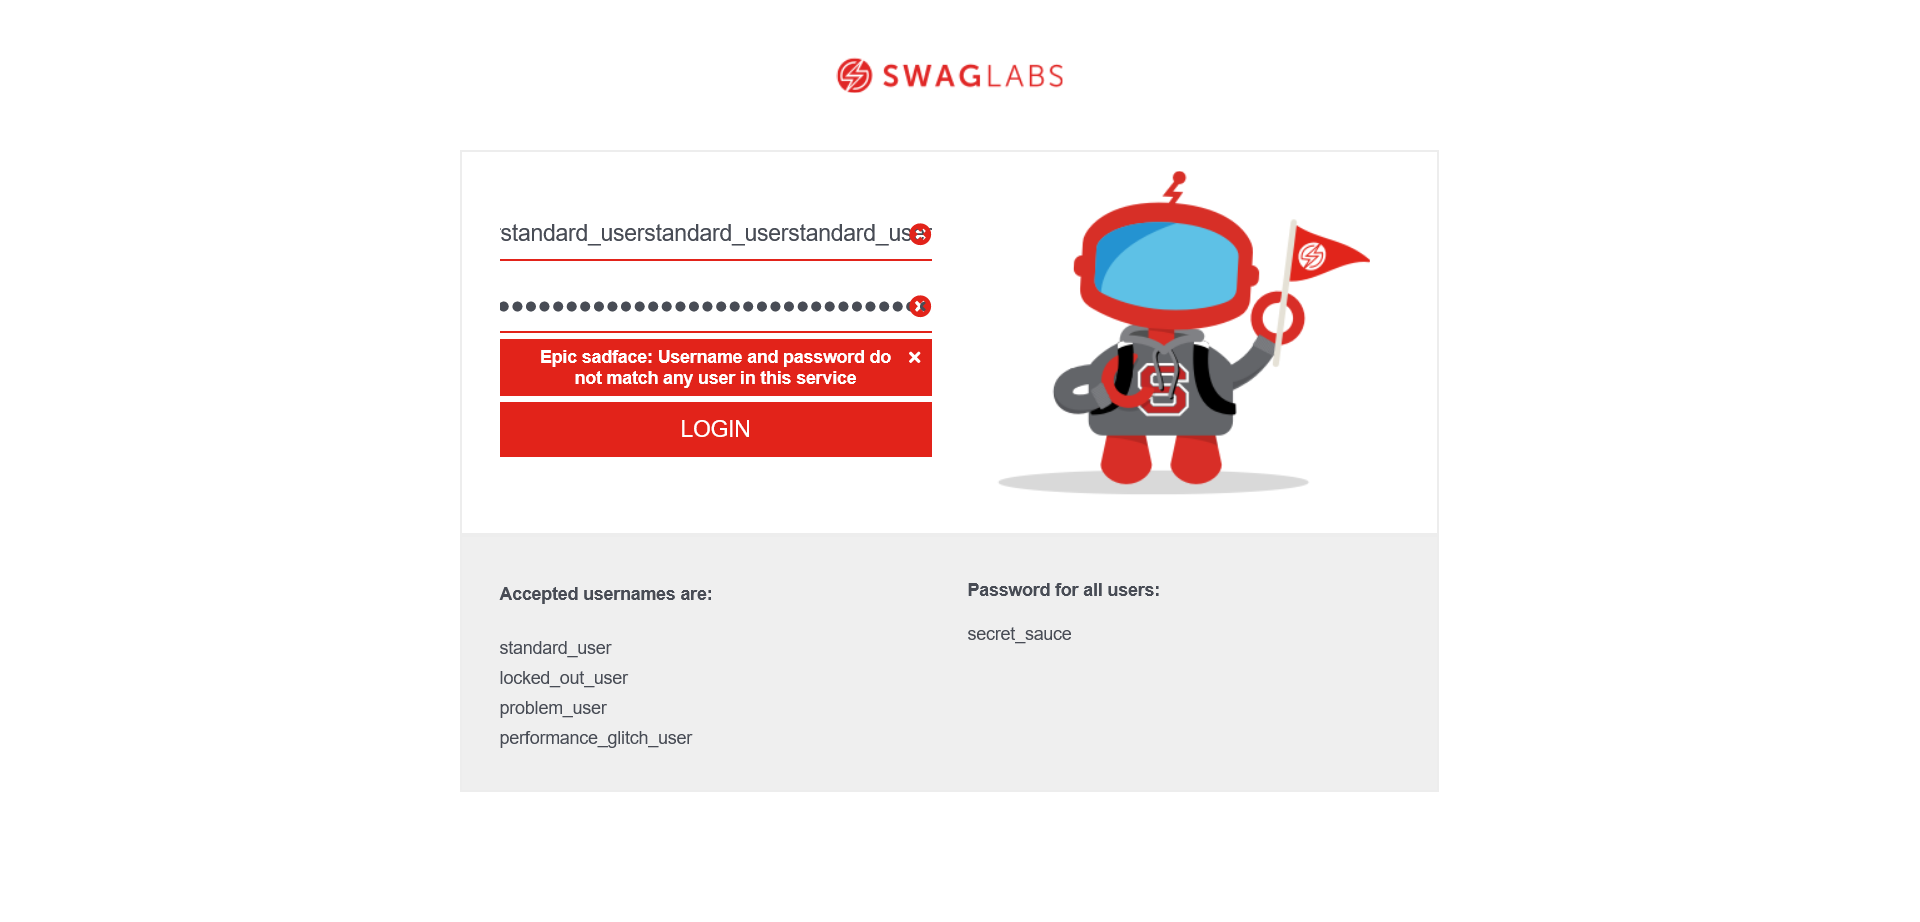 SWAGLABS
standard_userstandard_userstandard_user
Epic sadface: Username and password do
not match any user in this service
LOGIN
S
Accepted usernames are:
standard_user
locked_out_user
problem_user
performance_glitch_user
Password for all users:
secret_sauce